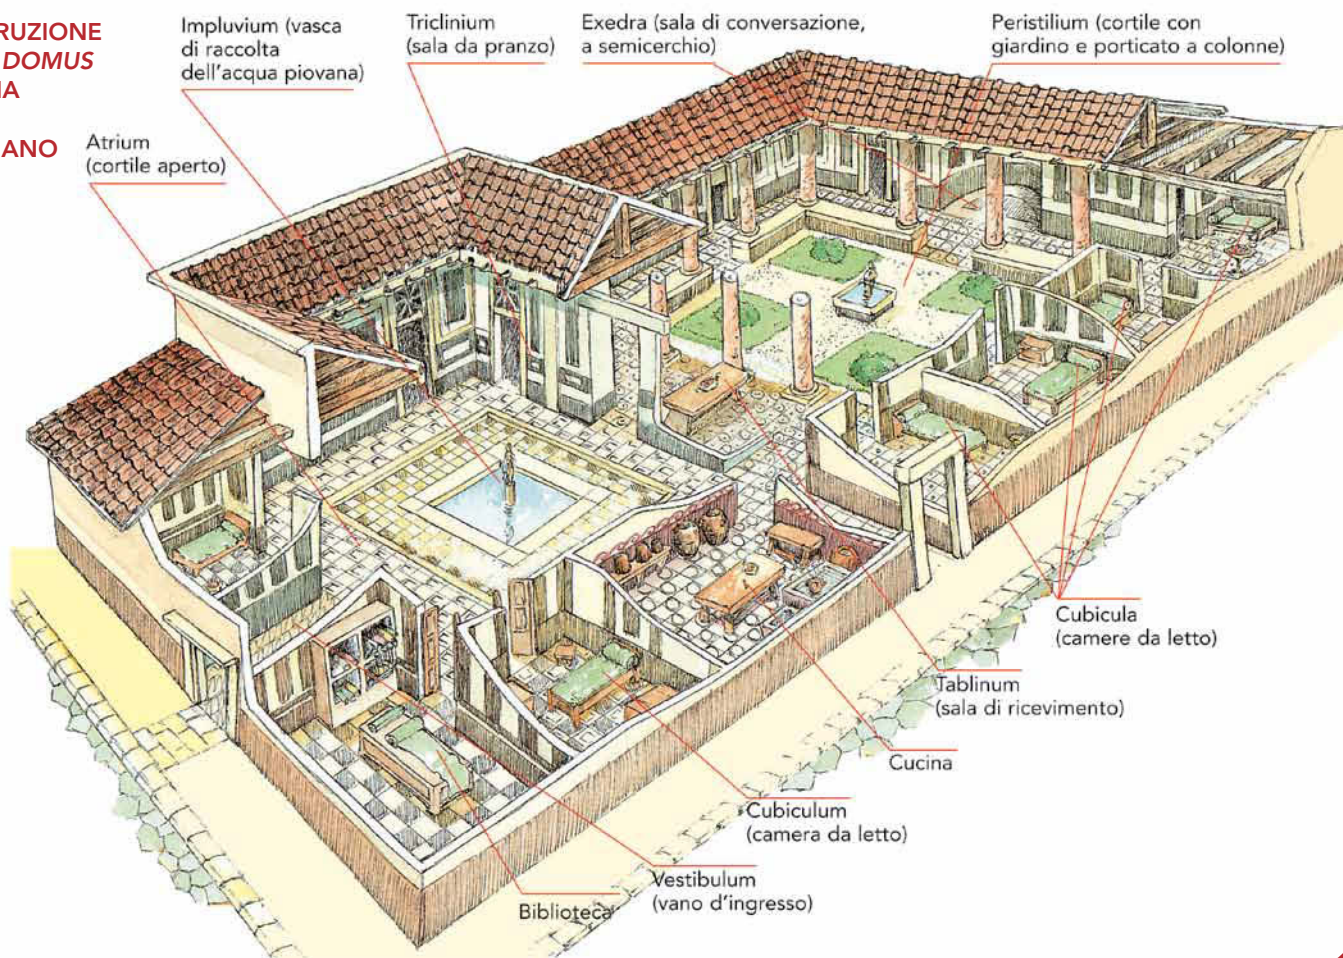 RUZIONE
DOMUS
IA
ANO
Impluvium (vasca
di raccolta
dell'acqua piovana)
Triclinium
(sala da pranzo)
Exedra (sala di conversazione,
a semicerchio)
Peristilium (cortile con
giardino e porticato a colonne)
Atrium
(cortile aperto)
Cubicula
(camere da letto)
Tablinum
(sala di ricevimento)
Cucina
Cubiculum
(camera da letto)
Vestibulum
(vano d'ingresso)
Biblioteca